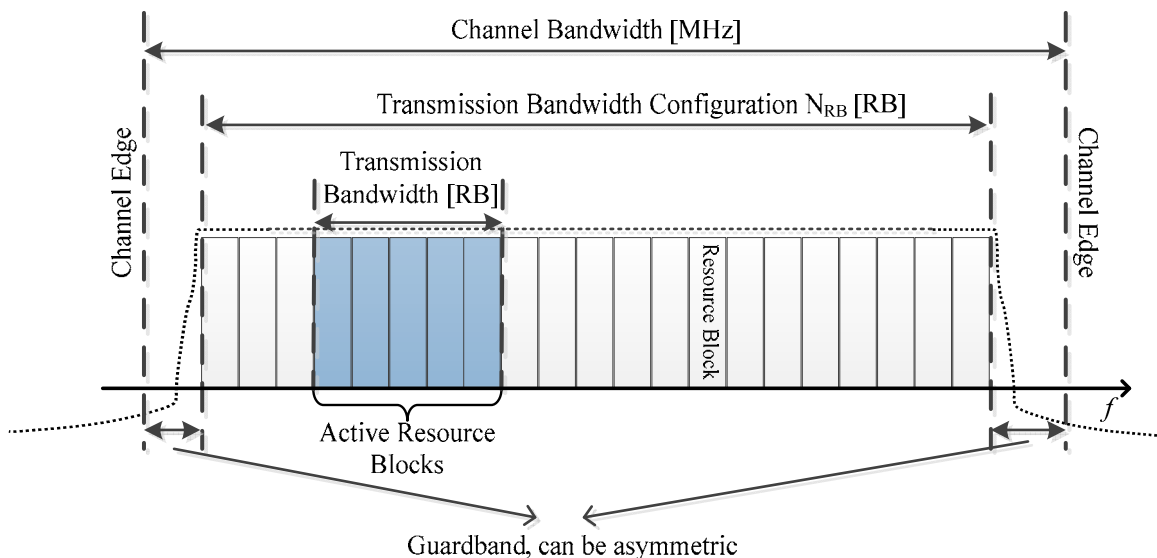 Channel Bandwidth [MHz]
Transmission Bandwidth Configuration N_RB [RB]
Transmission
Bandwidth [RB]
Channel Edge
Channel Edge
Resource Block
f
Active Resource
Blocks
Guardband, can be asymmetric